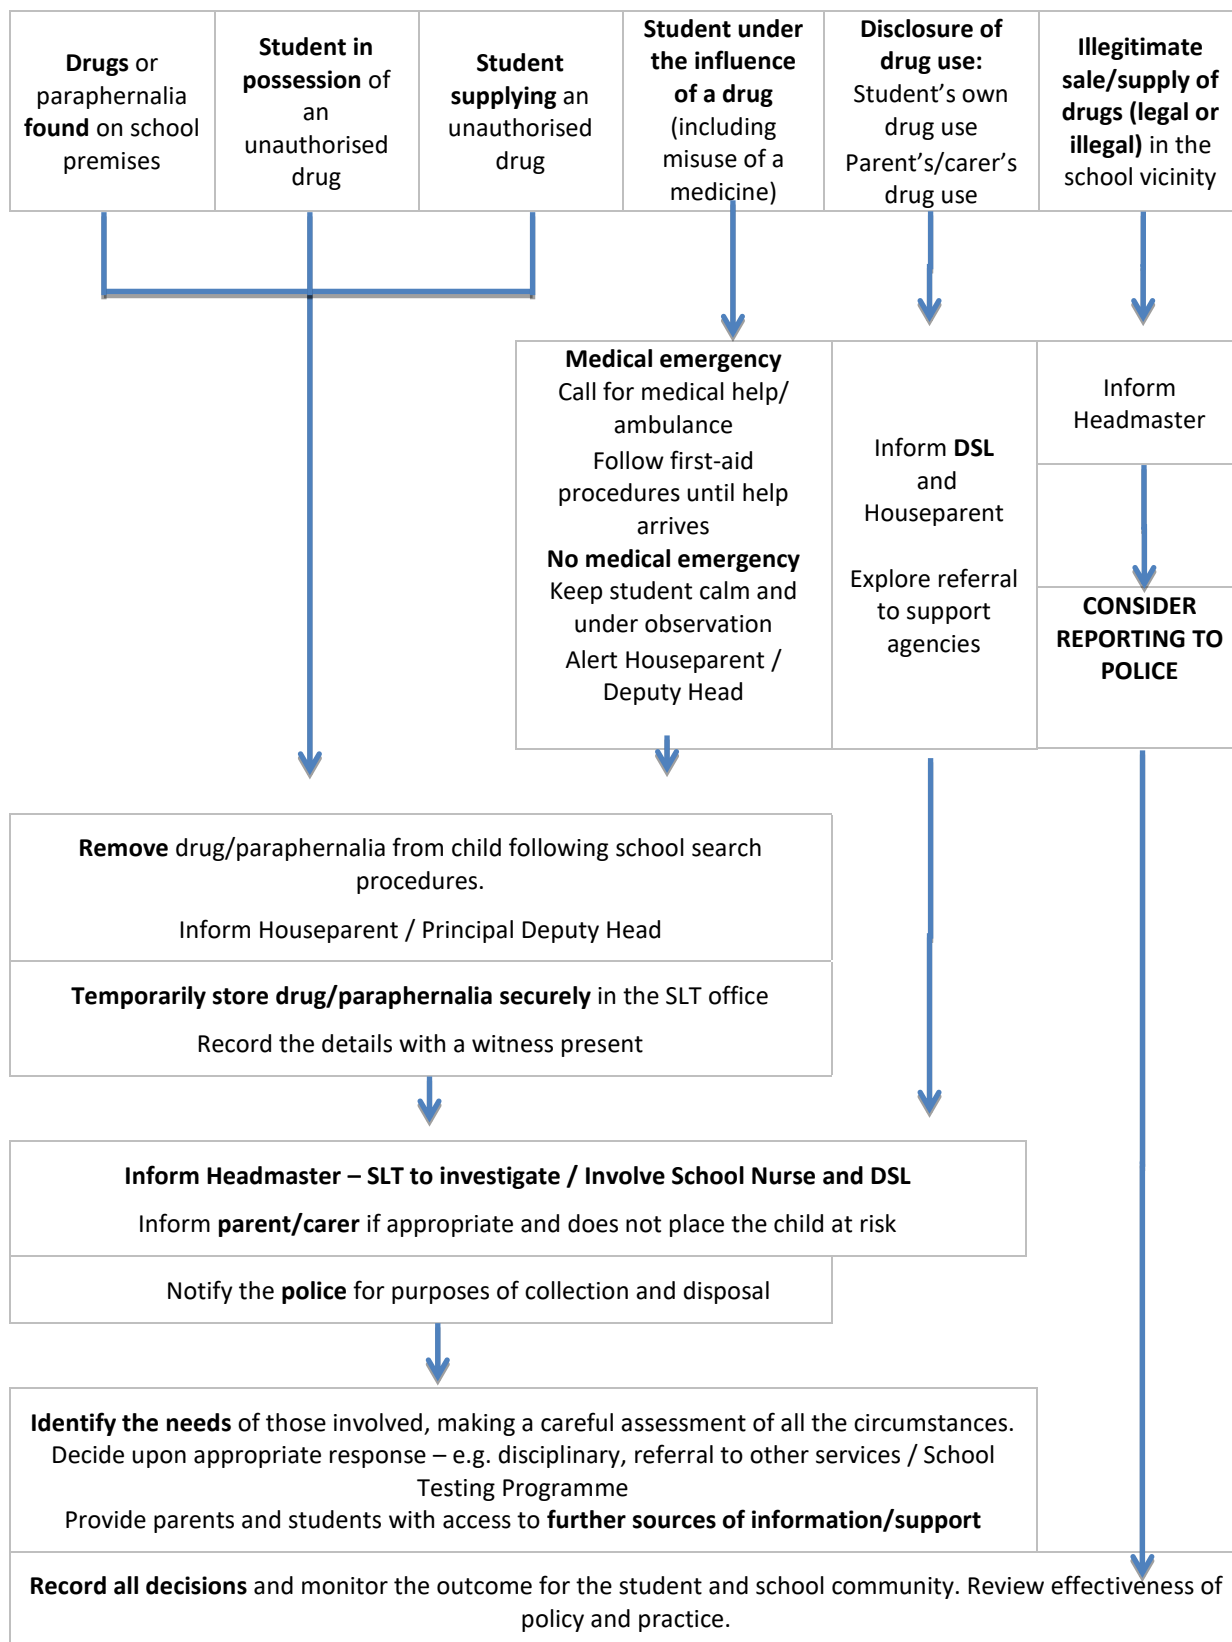 Drugs or
paraphernalia
found on school
premises
Student in
possession of
an
unauthorised
drug
Student
supplying an
unauthorised
drug
Student under
the influence
of a drug
(including
misuse of a
medicine)
Disclosure of
drug use:
Student’s own
drug use
Parent’s/carer’s
drug use
Illegitimate
sale/supply of
drugs (legal or
illegal) in the
school vicinity
Medical emergency
Call for medical help/
ambulance
Follow first-aid
procedures until help
arrives
No medical emergency
Keep student calm and
under observation
Alert Houseparent /
Deputy Head
Inform DSL
and
Houseparent
Explore referral
to support
agencies
Inform
Headmaster
CONSIDER
REPORTING TO
POLICE
Remove drug/paraphernalia from child following school search
procedures.
Inform Houseparent / Principal Deputy Head
Temporarily store drug/paraphernalia securely in the SLT office
Record the details with a witness present
Inform Headmaster – SLT to investigate / Involve School Nurse and DSL
Inform parent/carer if appropriate and does not place the child at risk
Notify the police for purposes of collection and disposal
Identify the needs of those involved, making a careful assessment of all the circumstances.
Decide upon appropriate response – e.g. disciplinary, referral to other services / School
Testing Programme
Provide parents and students with access to further sources of information/support
Record all decisions and monitor the outcome for the student and school community. Review effectiveness of
policy and practice.